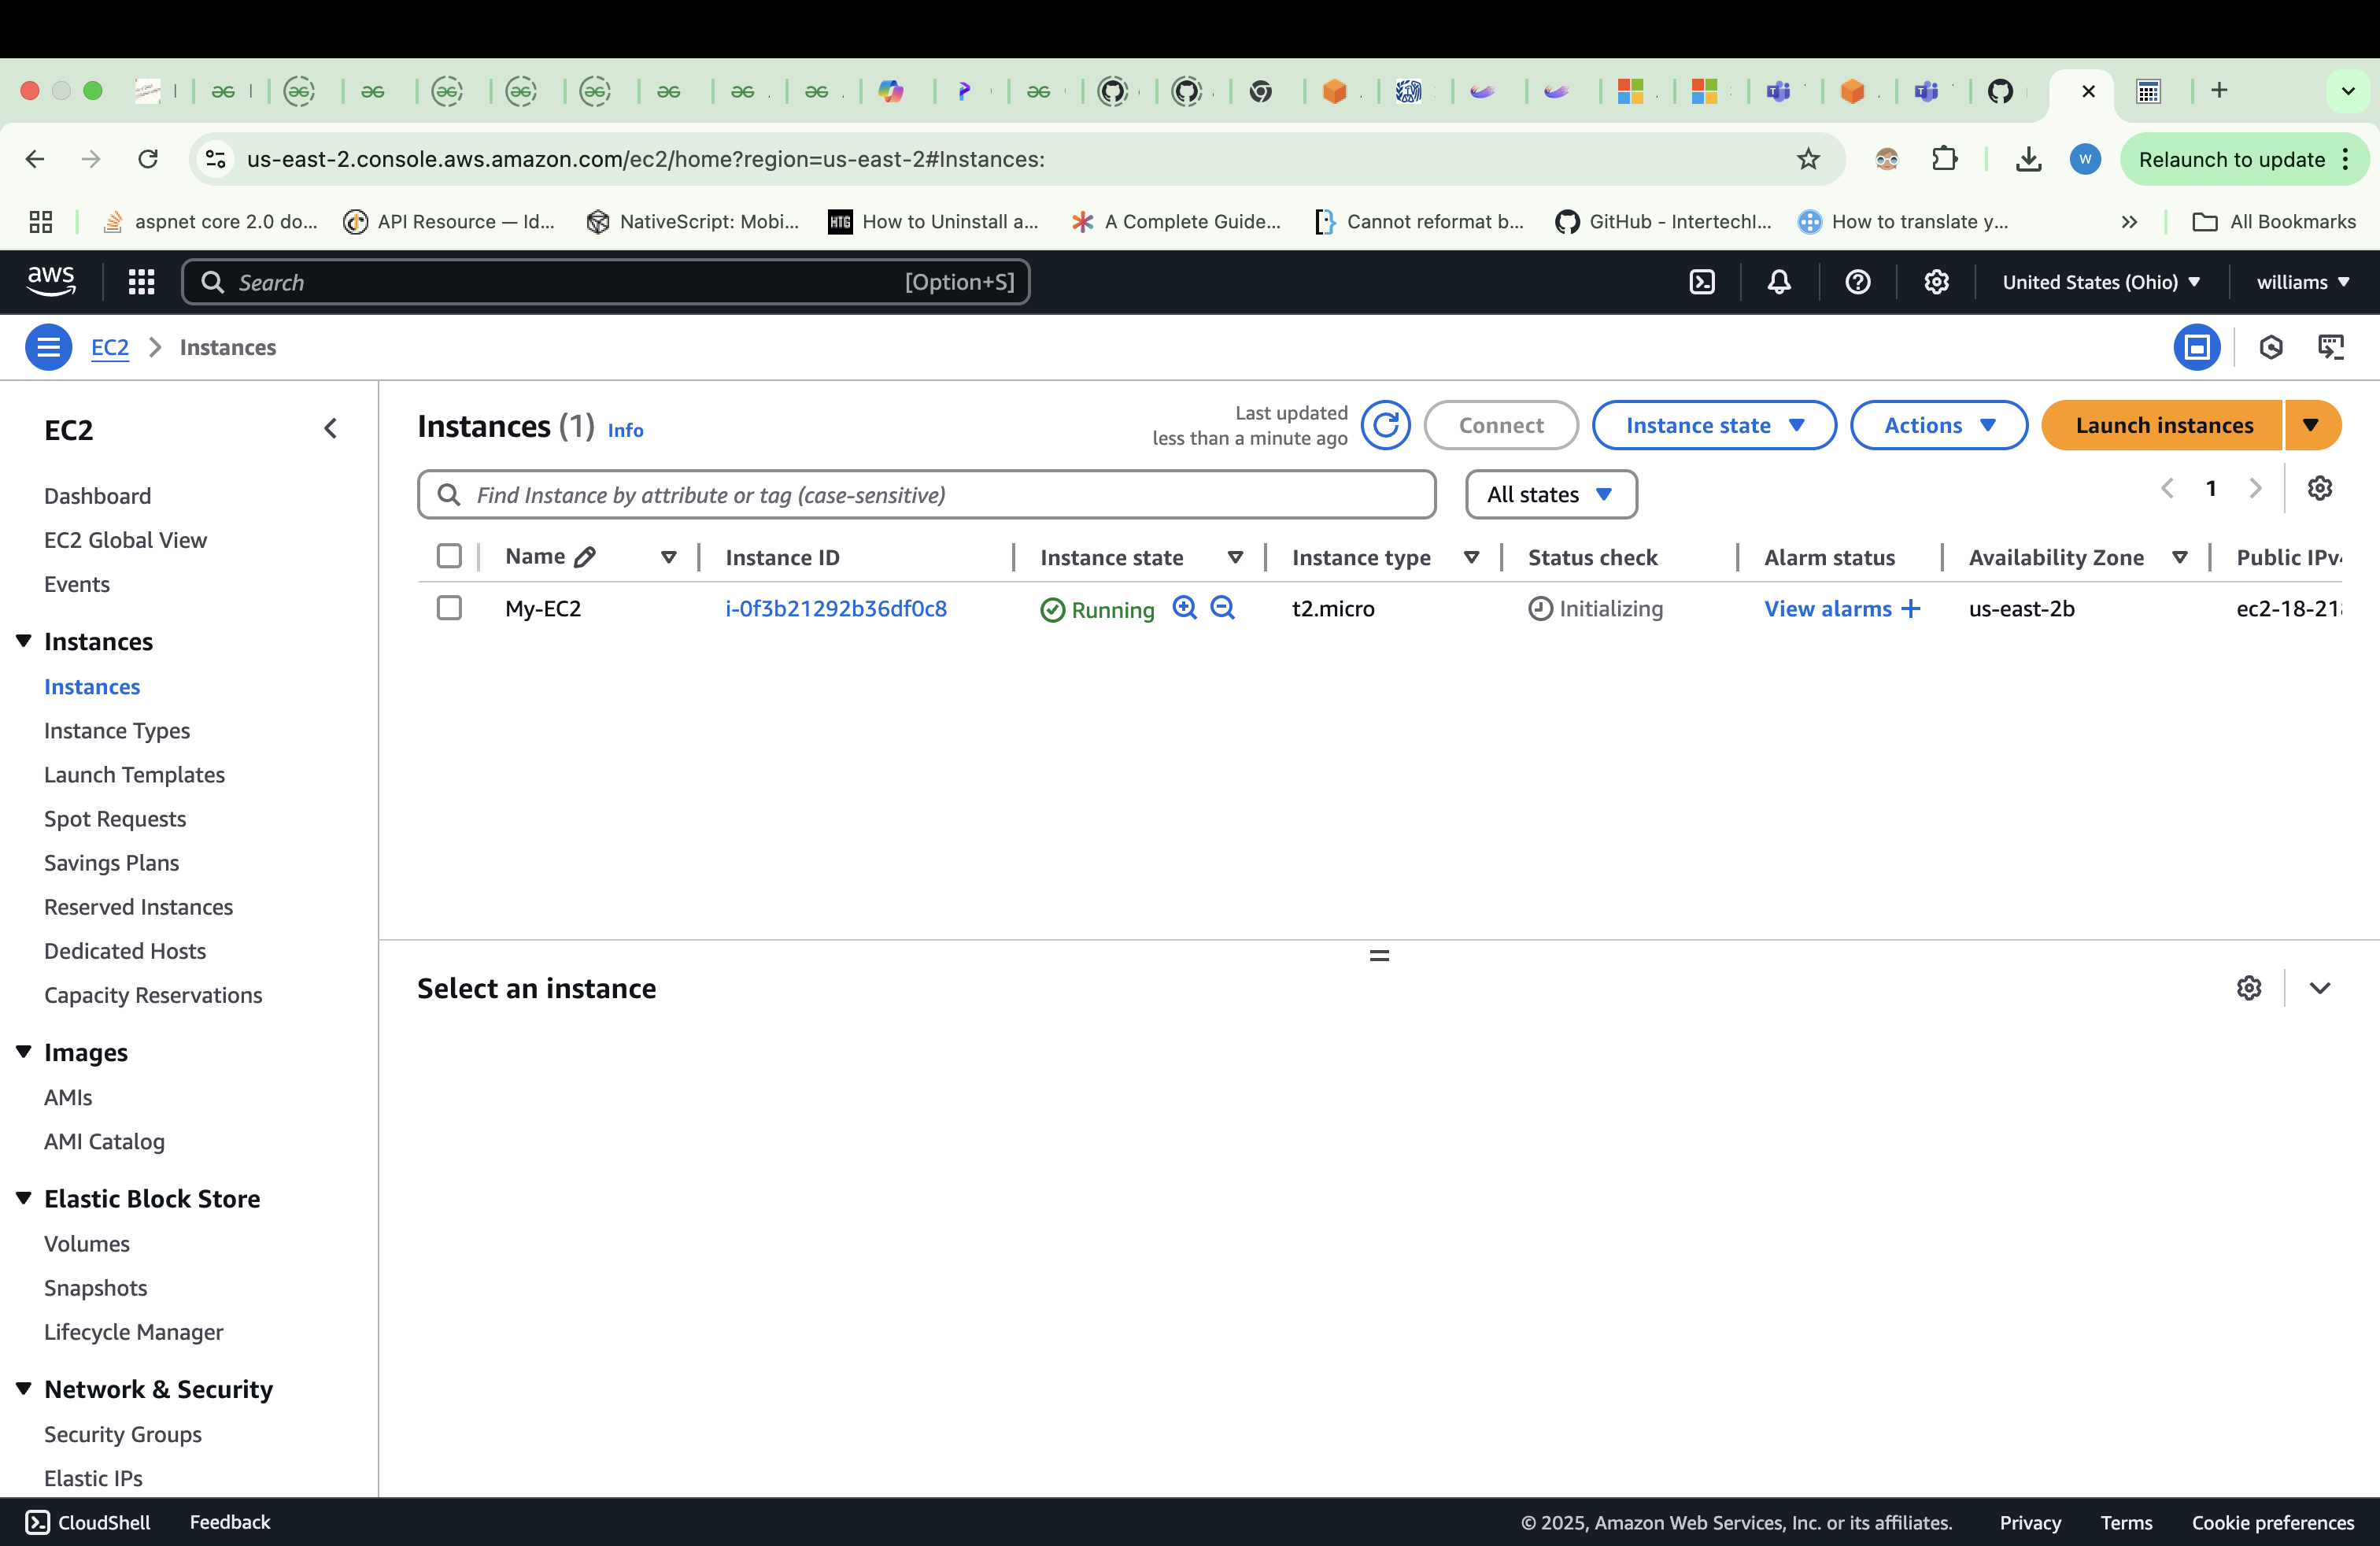 us-east-2.console.aws.amazon.com/ec2/home?region=us-east-2#Instances:
W
Relaunch to update
aspnet core 2.0 do...
API Resource — Id...
NativeScript: Mobi...
HTG
How to Uninstall a...
A Complete Guide...
Cannot reformat b...
GitHub - Intertechl...
How to translate y...
All Bookmarks
aws
Search
[Option+S]
United States (Ohio)
williams
EC2
Instances
EC2
Dashboard
EC2 Global View
Events
Instances
Instances
Instance Types
Launch Templates
Spot Requests
Savings Plans
Reserved Instances
Dedicated Hosts
Capacity Reservations
Images
AMIs
AMI Catalog
Elastic Block Store
Volumes
Snapshots
Lifecycle Manager
Network & Security
Security Groups
Elastic IPs
Instances (1) Info
Last updated
less than a minute ago
Connect
Instance state
Actions
Launch instances
Find Instance by attribute or tag (case-sensitive)
All states
1
Name
Instance ID
Instance state
Instance type
Status check
Alarm status
Availability Zone
Public IPv4
My-EC2
i-0f3b21292b36df0c8
Running
t2.micro
Initializing
View alarms +
us-east-2b
ec2-18-218
Select an instance
CloudShell
Feedback
© 2025, Amazon Web Services, Inc. or its affiliates.
Privacy
Terms
Cookie preferences